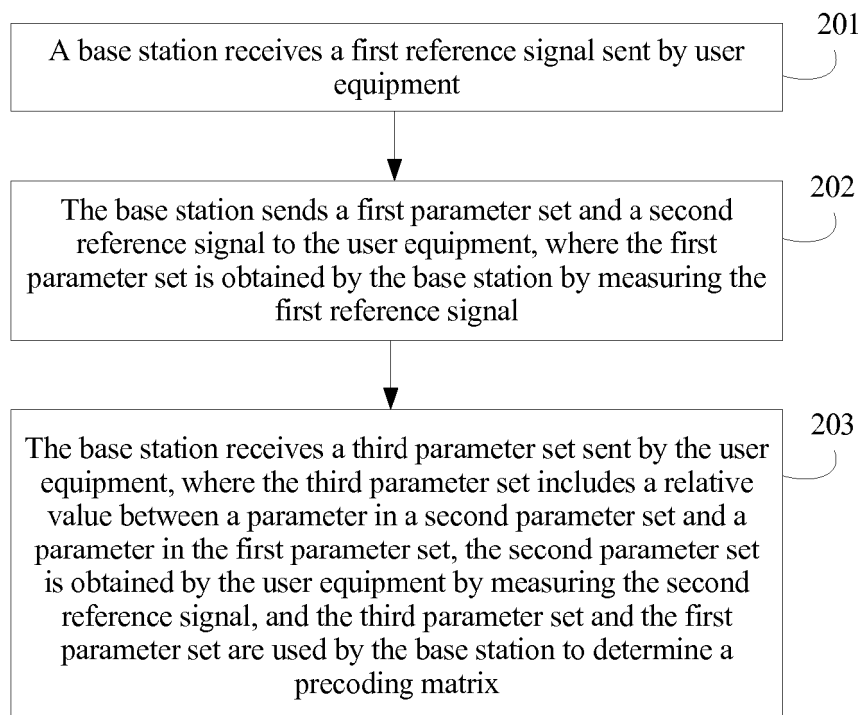 201
A base station receives a first reference signal sent by user
equipment
202
The base station sends a first parameter set and a second
reference signal to the user equipment, where the first
parameter set is obtained by the base station by measuring the
first reference signal
203
The base station receives a third parameter set sent by the user
equipment, where the third parameter set includes a relative
value between a parameter in a second parameter set and a
parameter in the first parameter set, the second parameter set
is obtained by the user equipment by measuring the second
reference signal, and the third parameter set and the first
parameter set are used by the base station to determine a
precoding matrix